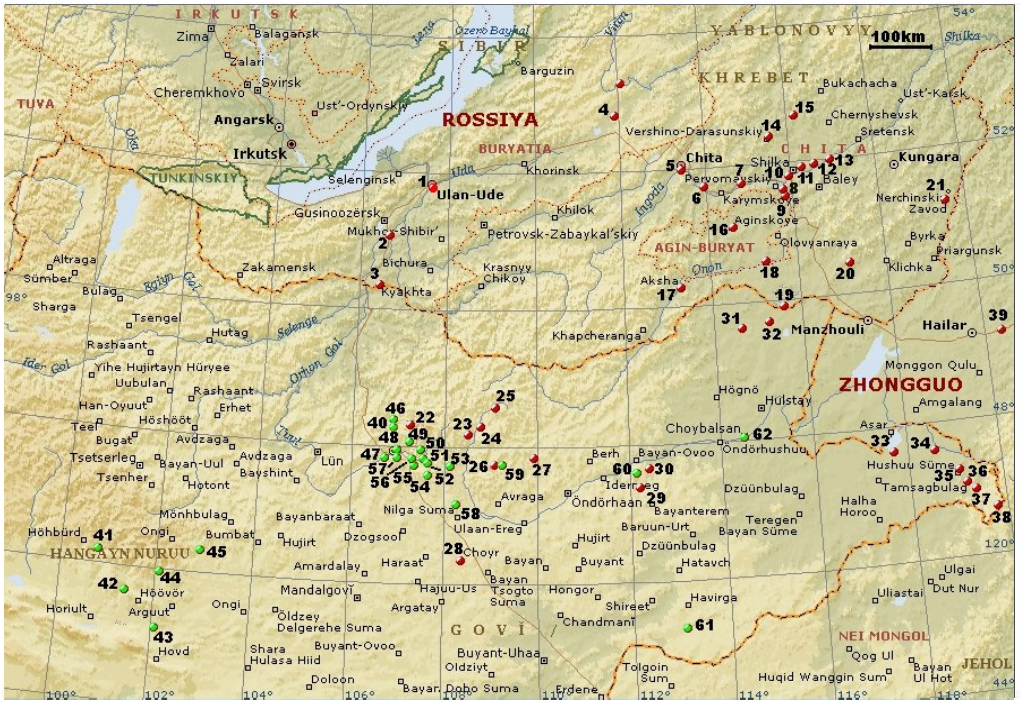 IRKUTSK
Zima
Balagansk
Lena
Ozero Baykal
Vitim
YABLONOVYY
54°
100km
Shilka
SIBIR
Zalari
Barguzin
KHREBET
Bukachacha
Cheremkhovo
Svirsk
Ust'-Karsk
TUVA
Ust'-Ordynskiy
4
15
Chernyshevsk
Angarsk
ROSSIYA
14
Vershino-Darasunskiy
52°
Oka
Sretensk
Irkutsk
BURYATIA
CHITA
5
Chita
Shilka
13
Kungara
TUNKINSKIY
Selenginsk
Uda
Khorinsk
7
10
12
1
Ulan-Ude
Pervomayskiy
11
Baley
21
6
8
Nerchinskiy
Karymskoye
Zavod
Gusinoozërsk
Ingoda
9
Khilok
Aginskoye
16
Mukhor-Shibir'
Petrovsk-Zabaykal'skiy
2
AGIN-BURYAT
Olovyanraya
Byrka
Priargunsk
Altraga
Zakamensk
3
Bichura
Krasnyy
Chikoy
Onon
18
20
Klichka
50°
Sümber
Aksha
98°
Bulag
Egiyn Gol
Kyakhta
17
19
Sharga
Tsengel
Selenge
31
32
Manzhouli
Hailar
39
Khapcheranga
Rashaant
Hutag
Orhon Gol
Monggon Qulu
Ider Gol
Yihe Hujirtayn Hüryee
ZHONGGUO
Uubulan
Högnö
Rashaant
Han-Oyuut
Erhet
46
25
Hulstay
Amgalang
48°
Höshööt
40
22
23
Choybalsan
62
Asar
Teel
Tuul
48
49
50
24
33
34
Bugat
Avdzaga
Ondörhushuu
Tsetserleg
Avdzaga
Lün
47
51
53
Berh
Bayan-Ovoo
Hushuu Süme
36
Bayan-Uul
57
26
59
27
60
30
35
Bayshint
56
55
52
Idermeg
Tamsagbulag
Hotont
54
Avraga
Öndörhaan
29
Dzüünbulag
37
Mönhbulag
Nilga Suma
58
Bayanterem
Halha
Horoo
38
Höhbürd
41
Ongi
Bayanbaraat
Ulaan-Ereg
Baruun-Urt
Teregen
Bumbat
Dzogsool
Bayan Süme
HANGAYN NURUU
45
Hujirt
28
Choyr
Hujirt
Dzüünbulag
120°
44
Amardalay
Haraat
Bayan
Buyant
Hatavch
42
Höövör
Mandalgovĭ
Hajuu-Us
Bayan
Tsogto
Suma
Hongor
Ulgai
Dut Nur
Horiult
Arguut
Ongi
Argatay
Shireet
Havirga
Uliastai
Öldzey
Delgerehe Suma
Chandmanĭ
61
43
GOVĬ
NEI MONGOL
Hovd
Shara
Hulasa Hiid
Buyant-Ovoo
Buyant-Uhaa
Qog Ul
JEHOL
Doloon
Oldziyt
Tolgoin
Sum
Huqid Wanggin Sum
Bayan
Ul Hot
Bayan Dobo Suma
Erdene
44°
100°
102°
104°
106°
108°
110°
112°
114°
116°
118°